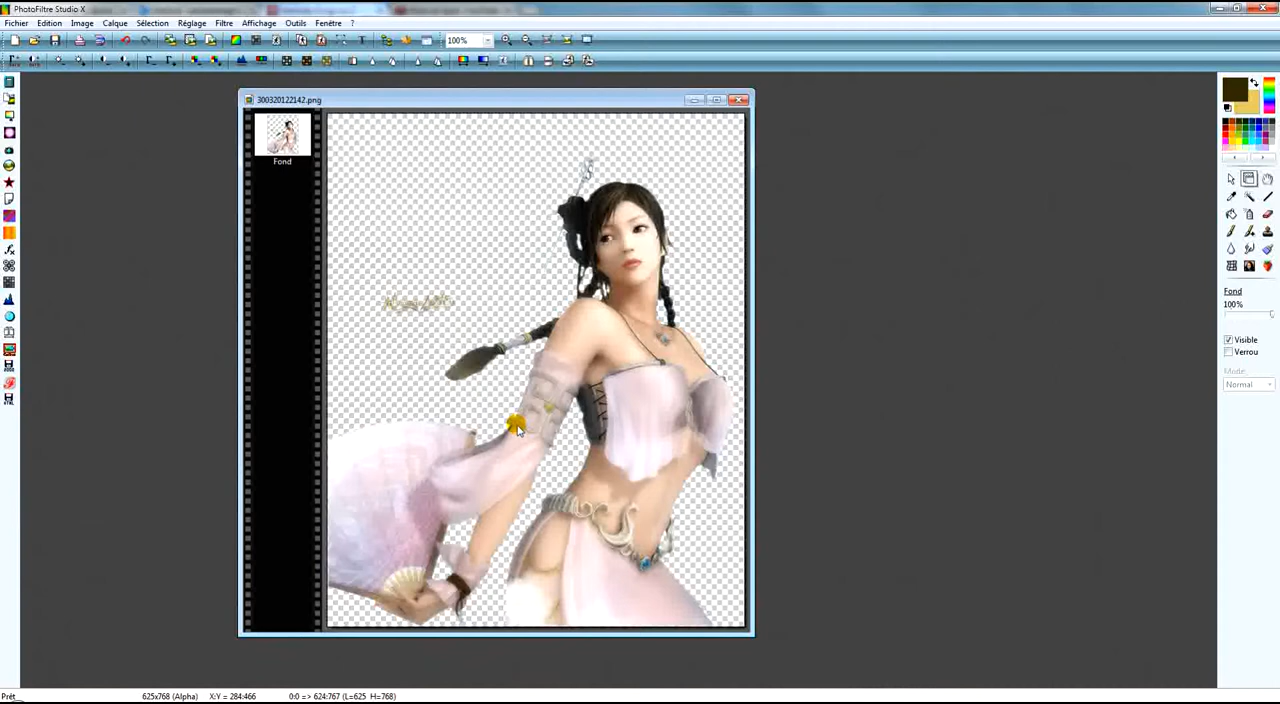 PhotoFiltre Studio X
Fichier Edition Image Calque Sélection Réglage Filtre Affichage Outils Fenêtre ?
100%
300320122142.png
Fond
Fond
100%
Visible
Verrou
Mode
Normal
Prêt 625x768 (Alpha) X:Y= 284:466 0:0 => 624:767 (L=625 H=768)